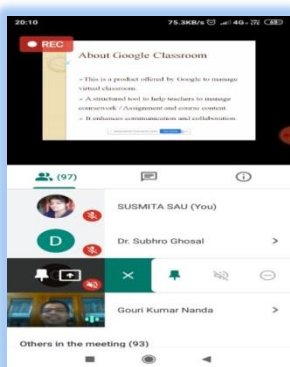 20:10 75.3KB/s 4G
REC
About Google Classroom
This is a product offered by Google to manage
virtual classroom.
A structured tool to help teachers to manage
coursework / Assignment and course content.
It enhances communication and collaboration.
(97)
SUSMITA SAU (You)
D
Dr. Subhro Ghosal
Gouri Kumar Nanda
Others in the meeting (93)